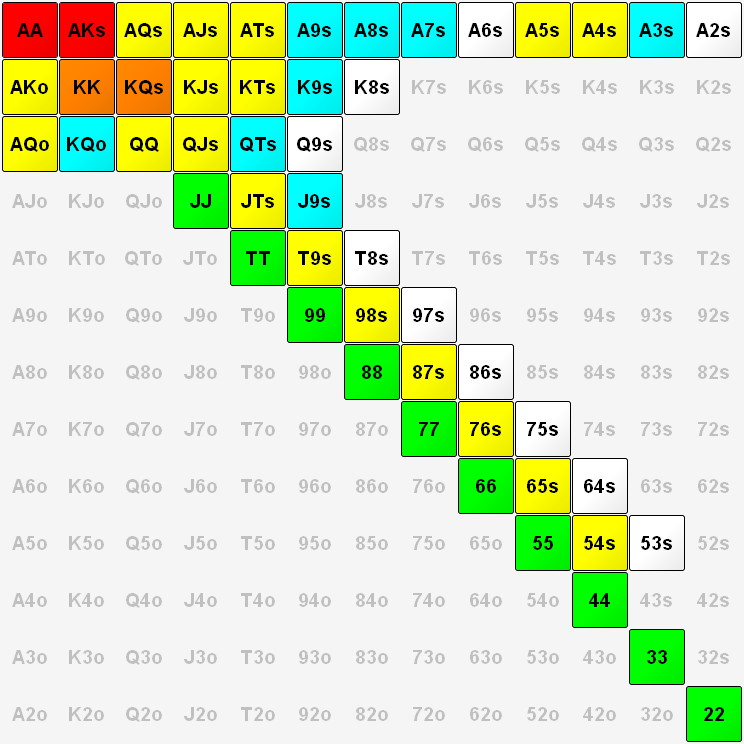 AA AKs AQs AJs ATs A9s A8s A7s A6s A5s A4s A3s A2s
AKo KK KQs KJs KTs K9s K8s K7s K6s K5s K4s K3s K2s
AQo KQo QQ QJs QTs Q9s Q8s Q7s Q6s Q5s Q4s Q3s Q2s
AJo KJo QJo JJ JTs J9s J8s J7s J6s J5s J4s J3s J2s
ATo KTo QTo JTo TT T9s T8s T7s T6s T5s T4s T3s T2s
A9o K9o Q9o J9o T9o 99 98s 97s 96s 95s 94s 93s 92s
A8o K8o Q8o J8o T8o 98o 88 87s 86s 85s 84s 83s 82s
A7o K7o Q7o J7o T7o 97o 87o 77 76s 75s 74s 73s 72s
A6o K6o Q6o J6o T6o 96o 86o 76o 66 65s 64s 63s 62s
A5o K5o Q5o J5o T5o 95o 85o 75o 65o 55 54s 53s 52s
A4o K4o Q4o J4o T4o 94o 84o 74o 64o 54o 44 43s 42s
A3o K3o Q3o J3o T3o 93o 83o 73o 63o 53o 43o 33 32s
A2o K2o Q2o J2o T2o 92o 82o 72o 62o 52o 42o 32o 22